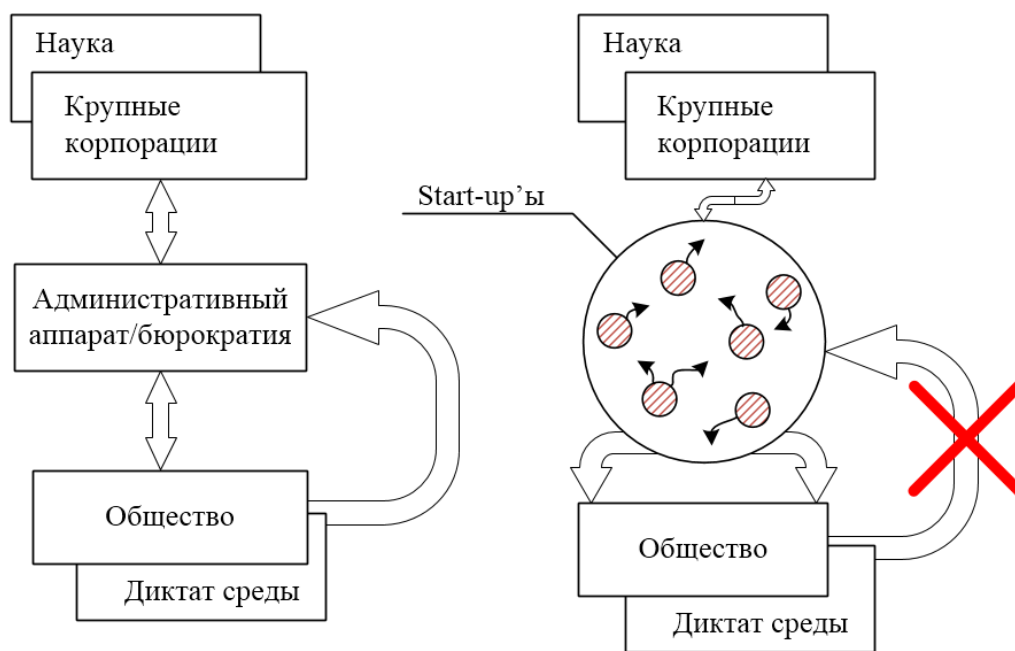 Наука
Крупные
корпорации
Административный
аппарат/бюрократия
Общество
Диктат среды
Наука
Крупные
корпорации
Start-up’ы
Общество
Диктат среды